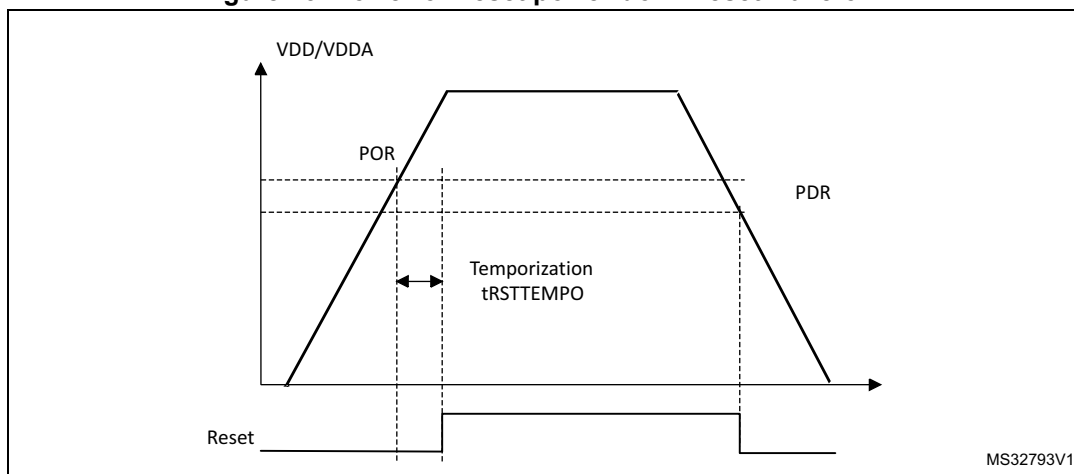 VDD/VDDA
POR
PDR
Temporization
tRSTTEMPO
Reset
MS32793V1